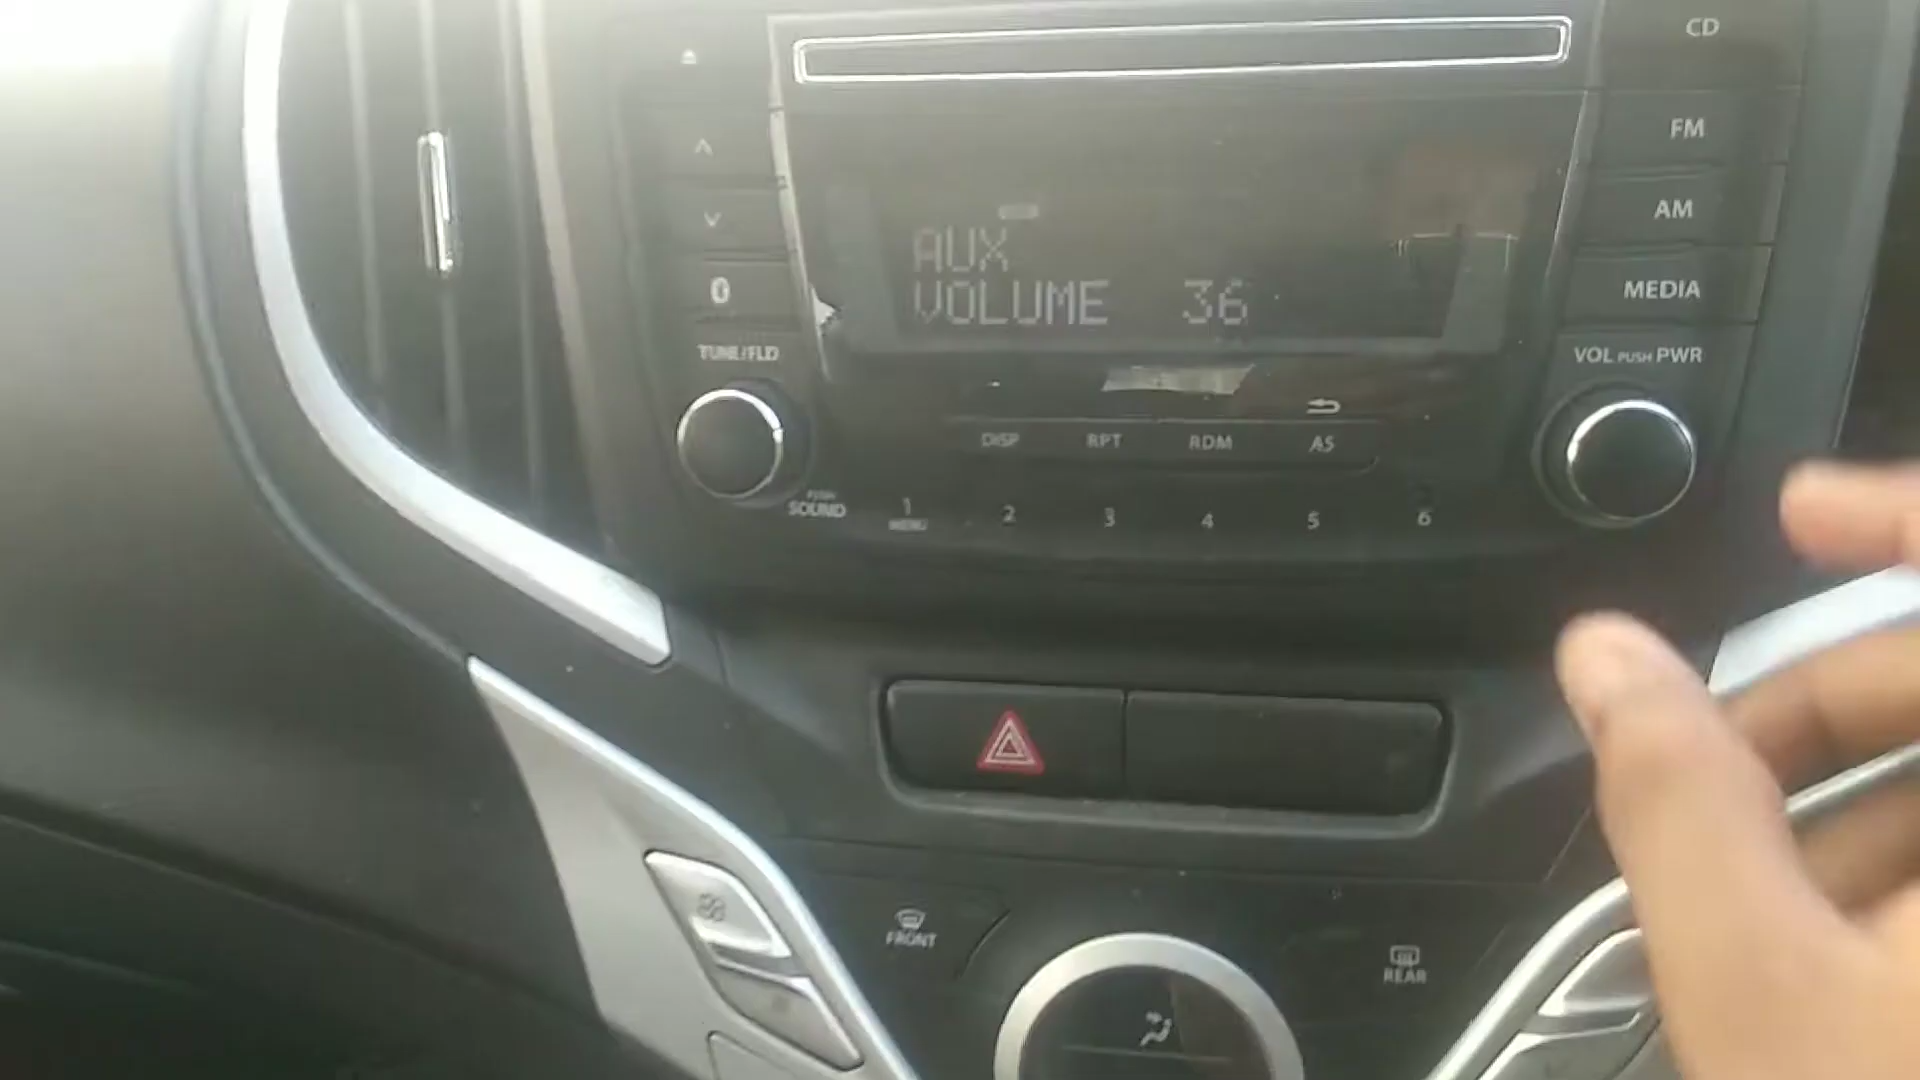 CD
FM
AM
AUX
VOLUME 36
MEDIA
TUNE/FLD
VOL PUSH PWR
DISP RPT RDM AS
PUSH
SOUND
1 2 3 4 5 6
MENU
FRONT
REAR